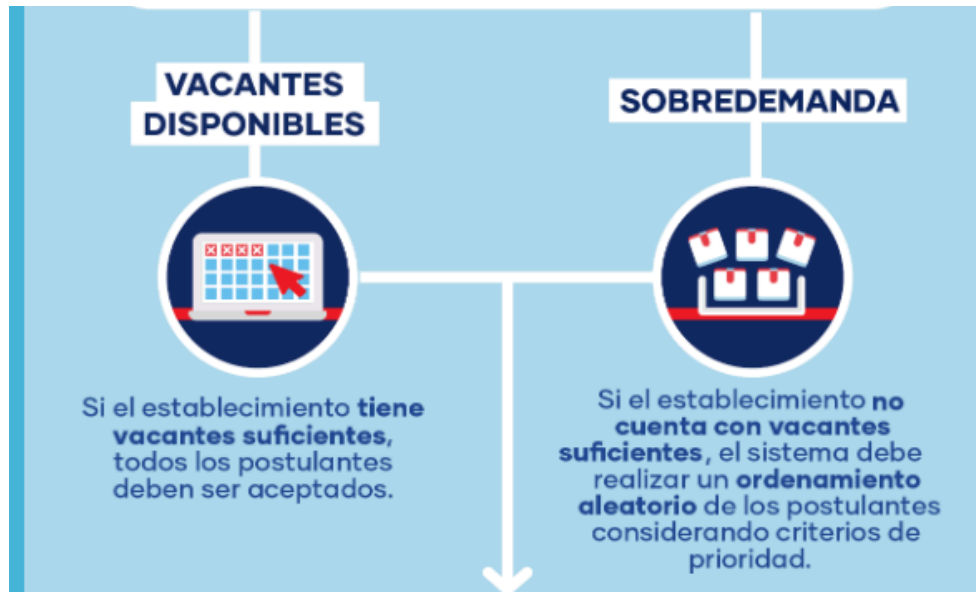 VACANTES
DISPONIBLES
Si el establecimiento tiene
vacantes suficientes,
todos los postulantes
deben ser aceptados.
SOBREDEMANDA
Si el establecimiento no
cuenta con vacantes
suficientes, el sistema debe
realizar un ordenamiento
aleatorio de los postulantes
considerando criterios de
prioridad.